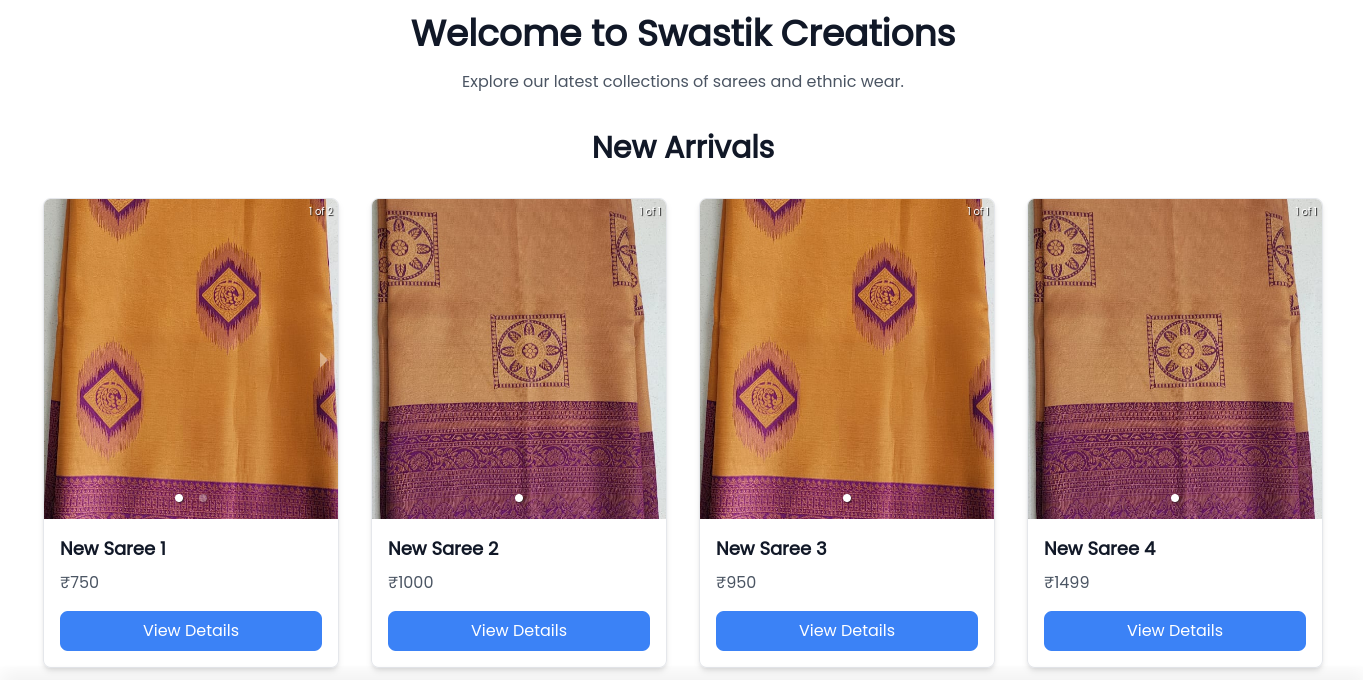 Welcome to Swastik Creations
Explore our latest collections of sarees and ethnic wear.
New Arrivals
1 of 2
1 of 1
1 of 1
1 of 1
New Saree 1
₹750
View Details
New Saree 2
₹1000
View Details
New Saree 3
₹950
View Details
New Saree 4
₹1499
View Details